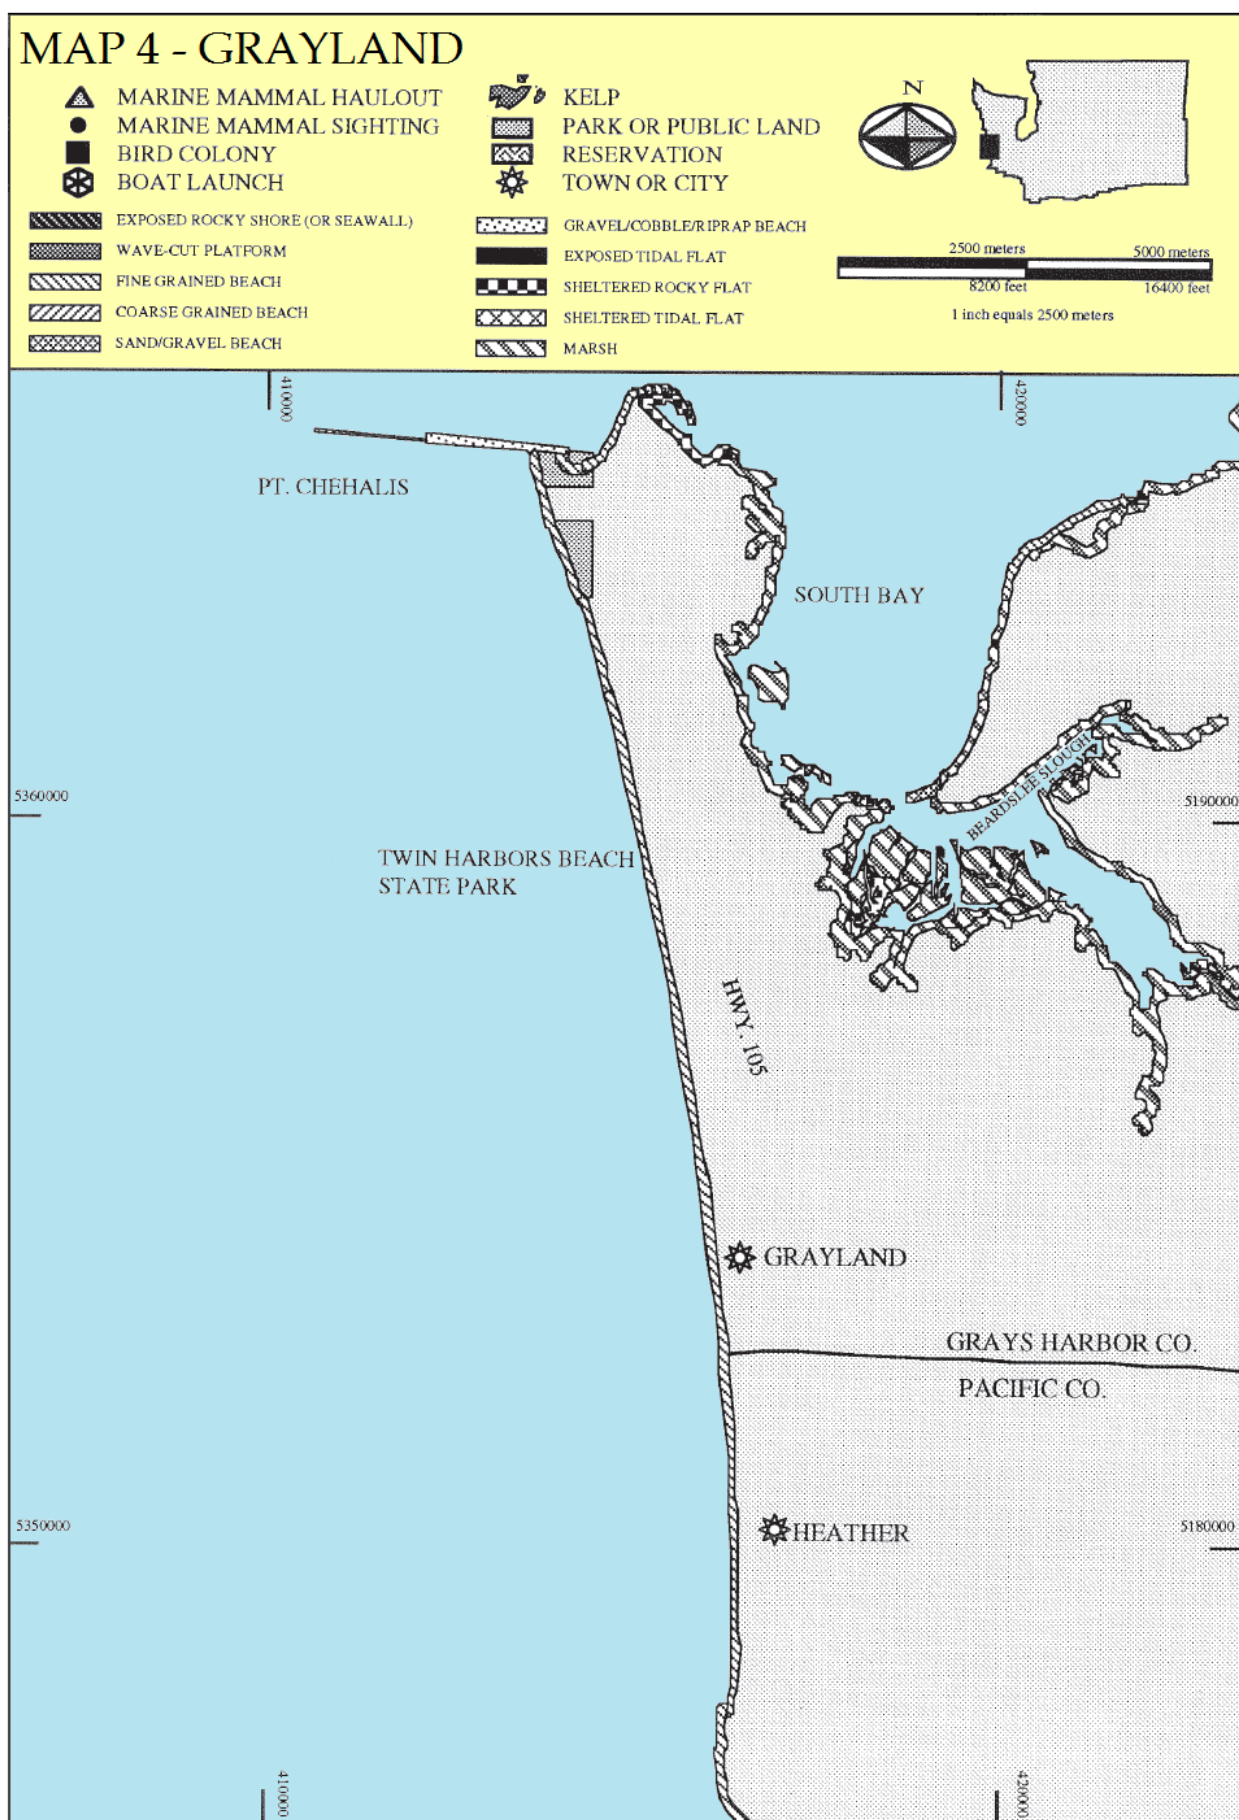 MAP 4 - GRAYLAND
MARINE MAMMAL HAULOUT
MARINE MAMMAL SIGHTING
BIRD COLONY
BOAT LAUNCH
KELP
PARK OR PUBLIC LAND
RESERVATION
TOWN OR CITY
N
EXPOSED ROCKY SHORE (OR SEAWALL)
WAVE-CUT PLATFORM
FINE GRAINED BEACH
COARSE GRAINED BEACH
SAND/GRAVEL BEACH
GRAVEL/COBBLE/RIPRAP BEACH
EXPOSED TIDAL FLAT
SHELTERED ROCKY FLAT
SHELTERED TIDAL FLAT
MARSH
2500 meters 5000 meters
8200 feet 16400 feet
1 inch equals 2500 meters
410000
420000
PT. CHEHALIS
SOUTH BAY
BEARDSLEE SLOUGH
5360000
5190000
TWIN HARBORS BEACH
STATE PARK
HWY. 105
GRAYLAND
GRAYS HARBOR CO.
PACIFIC CO.
5350000
5180000
HEATHER
410000
420000